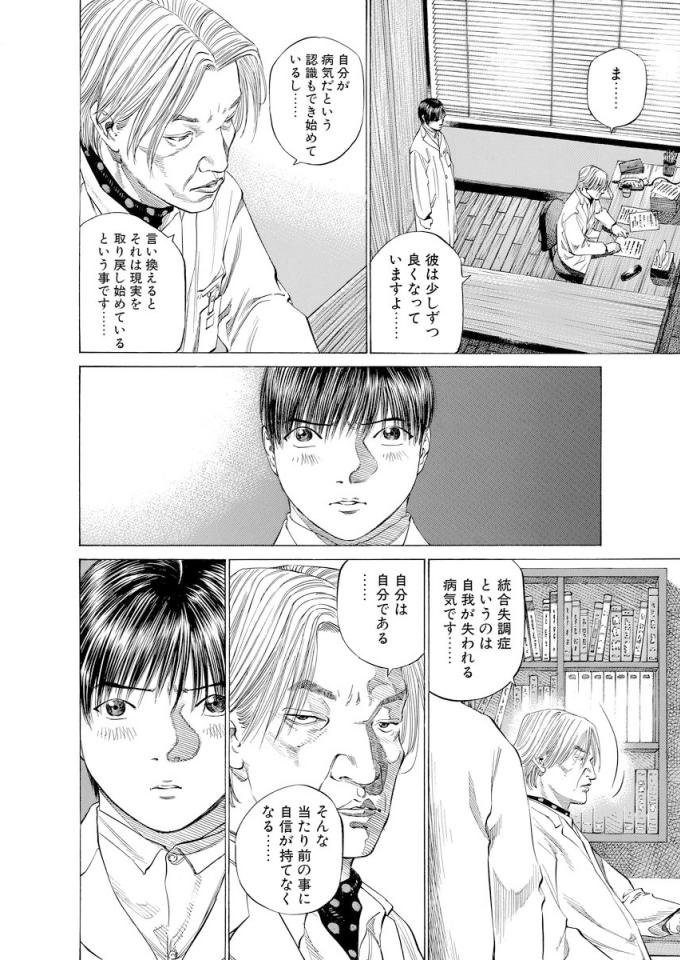 ま……
彼は少しずつ
良くなって
いますよ……
自分が
病気だという
認識もでき始めて
いるし……
言い換えると
それは現実を
取り戻し始めている
という事です……
統合失調症
というのは
自我が失われる
病気です……
自分は
自分である
……
そんな
当たり前の事に
自信が持てなく
なる……